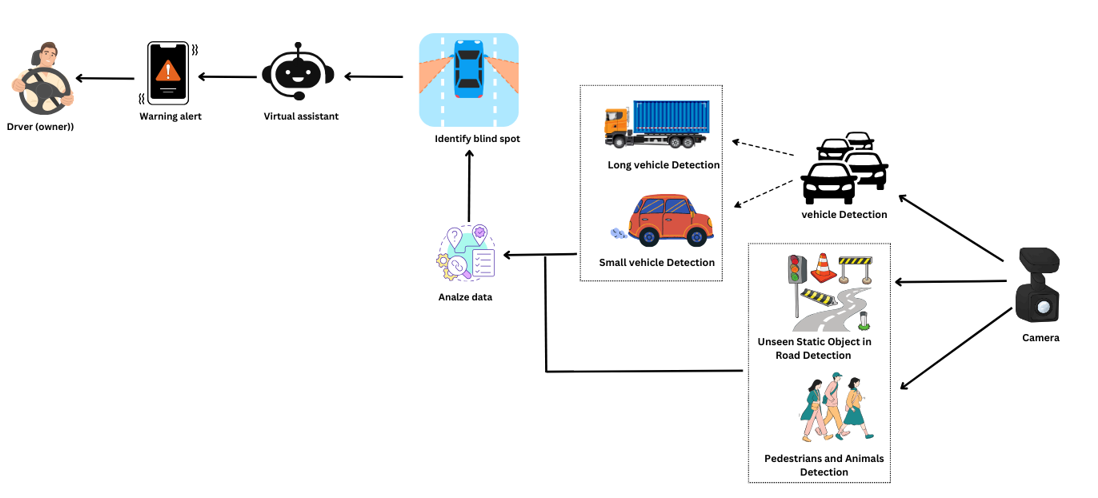 Drver (owner))
Warning alert
Virtual assistant
Identify blind spot
Long vehicle Detection
Small vehicle Detection
vehicle Detection
Analze data
Unseen Static Object in
Road Detection
Camera
Pedestrians and Animals
Detection